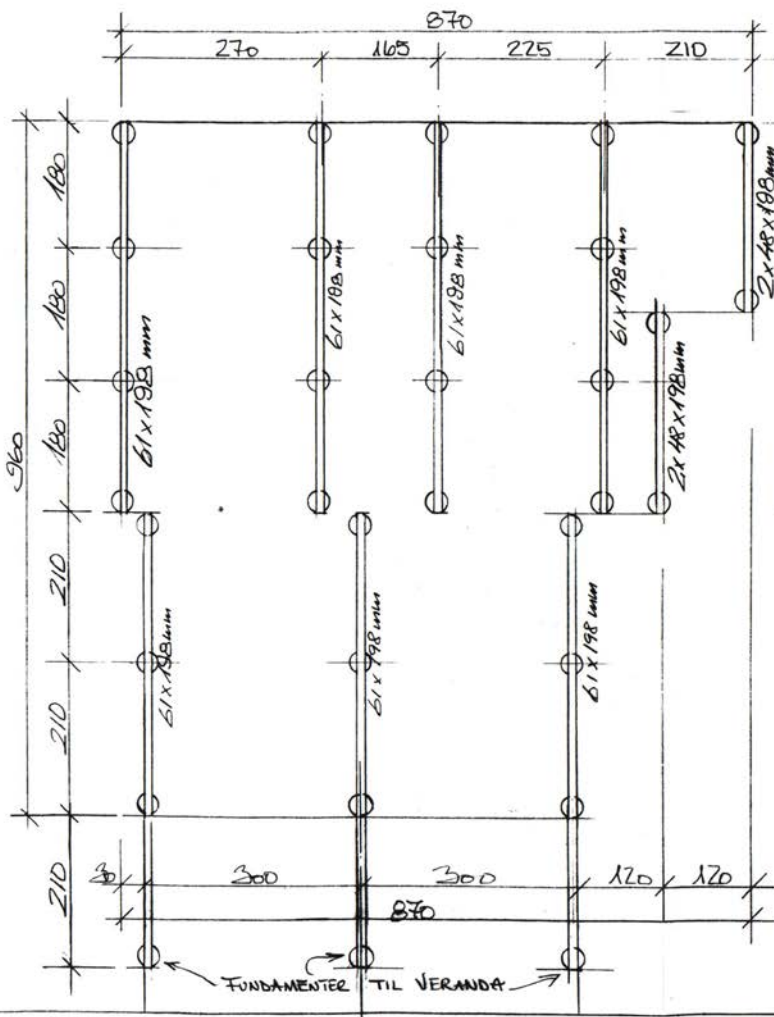 870
270 165 225 210
180
180
180
960
210
210
210
61 x 198 mm
61 x 198 mm
61 x 198 mm
61 x 198 mm
2 x 48 x 198 mm
2 x 48 x 198 mm
61 x 198 mm
61 x 198 mm
61 x 198 mm
30 300 300 120 120
870
FUNDAMENTER TIL VERANDA